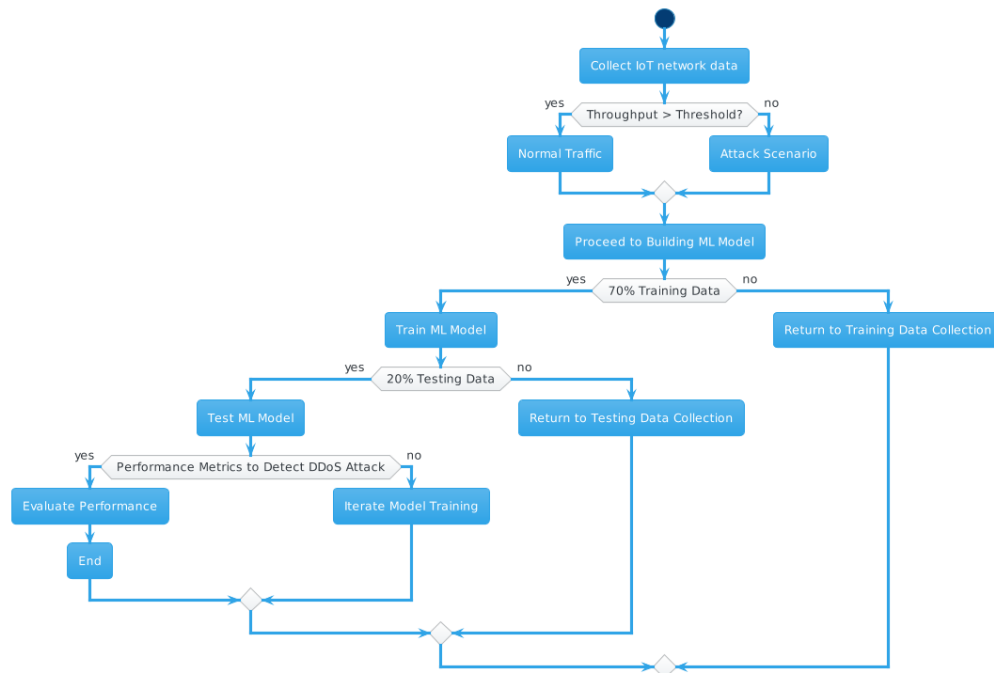 Collect IoT network data
yes
Throughput > Threshold?
no
Normal Traffic
Attack Scenario
Proceed to Building ML Model
yes
70% Training Data
no
Train ML Model
Return to Training Data Collection
yes
20% Testing Data
no
Test ML Model
Return to Testing Data Collection
yes
Performance Metrics to Detect DDoS Attack
no
Evaluate Performance
Iterate Model Training
End